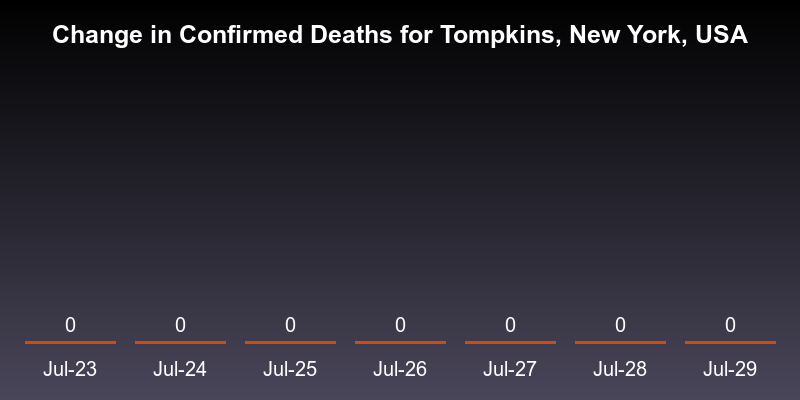 Change in Confirmed Deaths for Tompkins, New York, USA
0 0 0 0 0 0 0
Jul-23 Jul-24 Jul-25 Jul-26 Jul-27 Jul-28 Jul-29